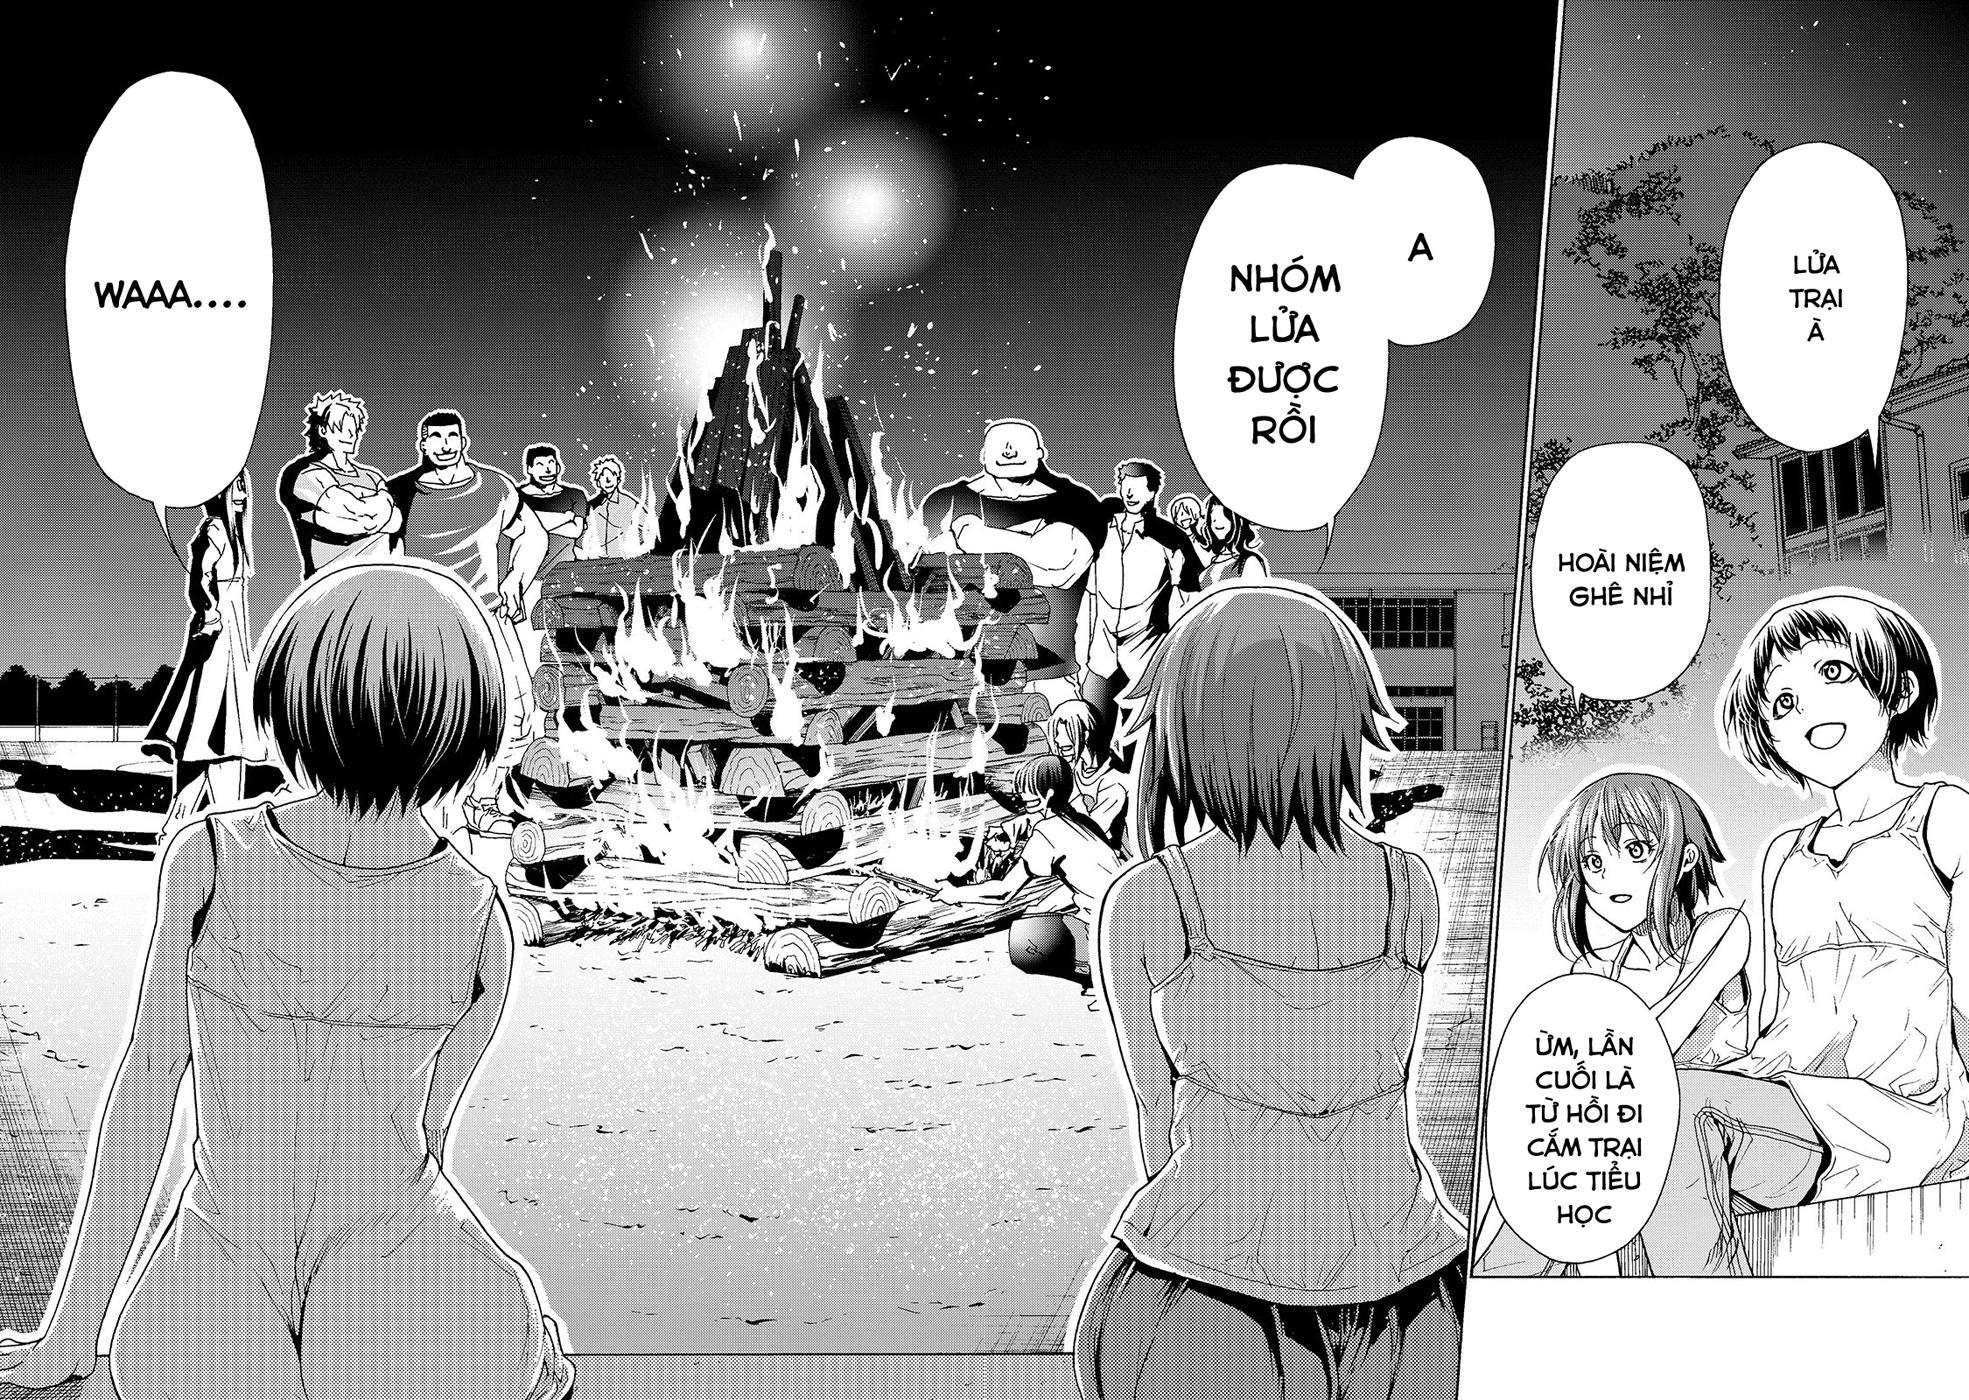 LỬA
TRẠI
À
HOÀI NIỆM
GHÊ NHỈ
ỪM, LẦN
CUỐI LÀ
TỪ HỒI ĐI
CẮM TRẠI
LÚC TIỂU
HỌC
A
NHÓM
LỬA
ĐƯỢC
RỒI
WAAA....